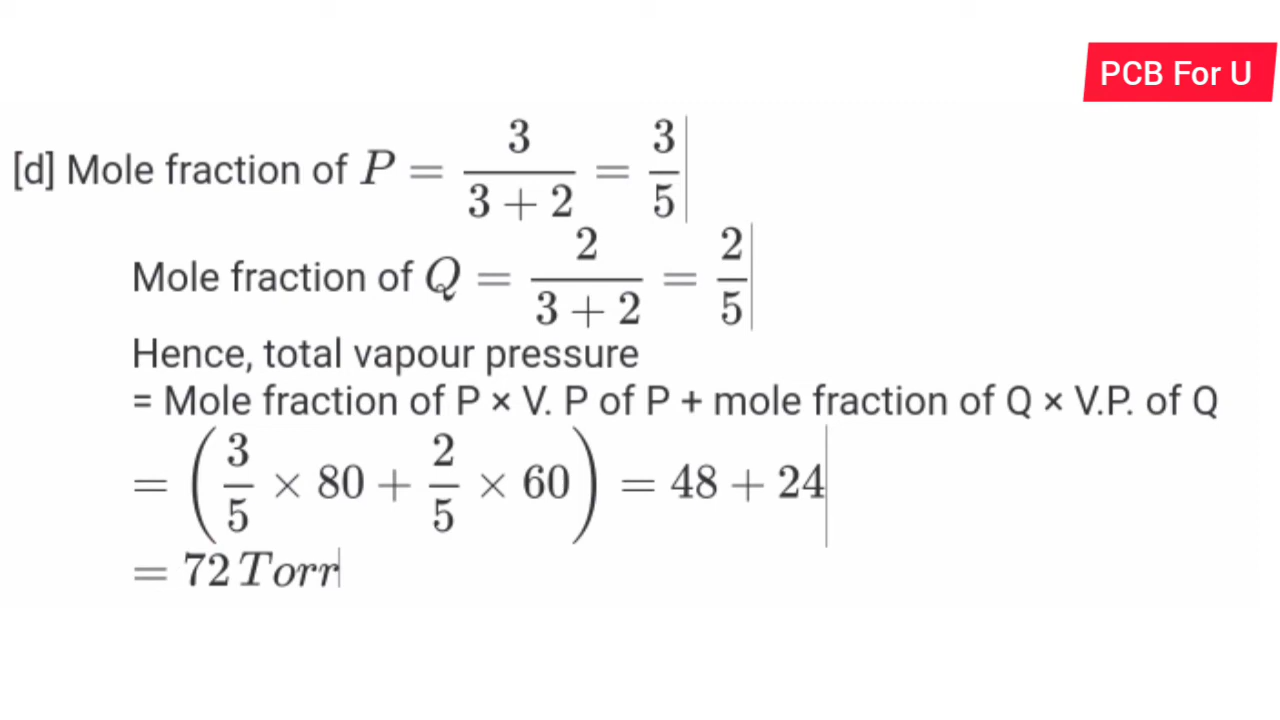 PCB For U
[d] Mole fraction of P = 3/(3 + 2) = 3/5|
Mole fraction of Q = 2/(3 + 2) = 2/5|
Hence, total vapour pressure
= Mole fraction of P × V. P of P + mole fraction of Q × V.P. of Q
= (3/5 × 80 + 2/5 × 60) = 48 + 24|
= 72 Torr|